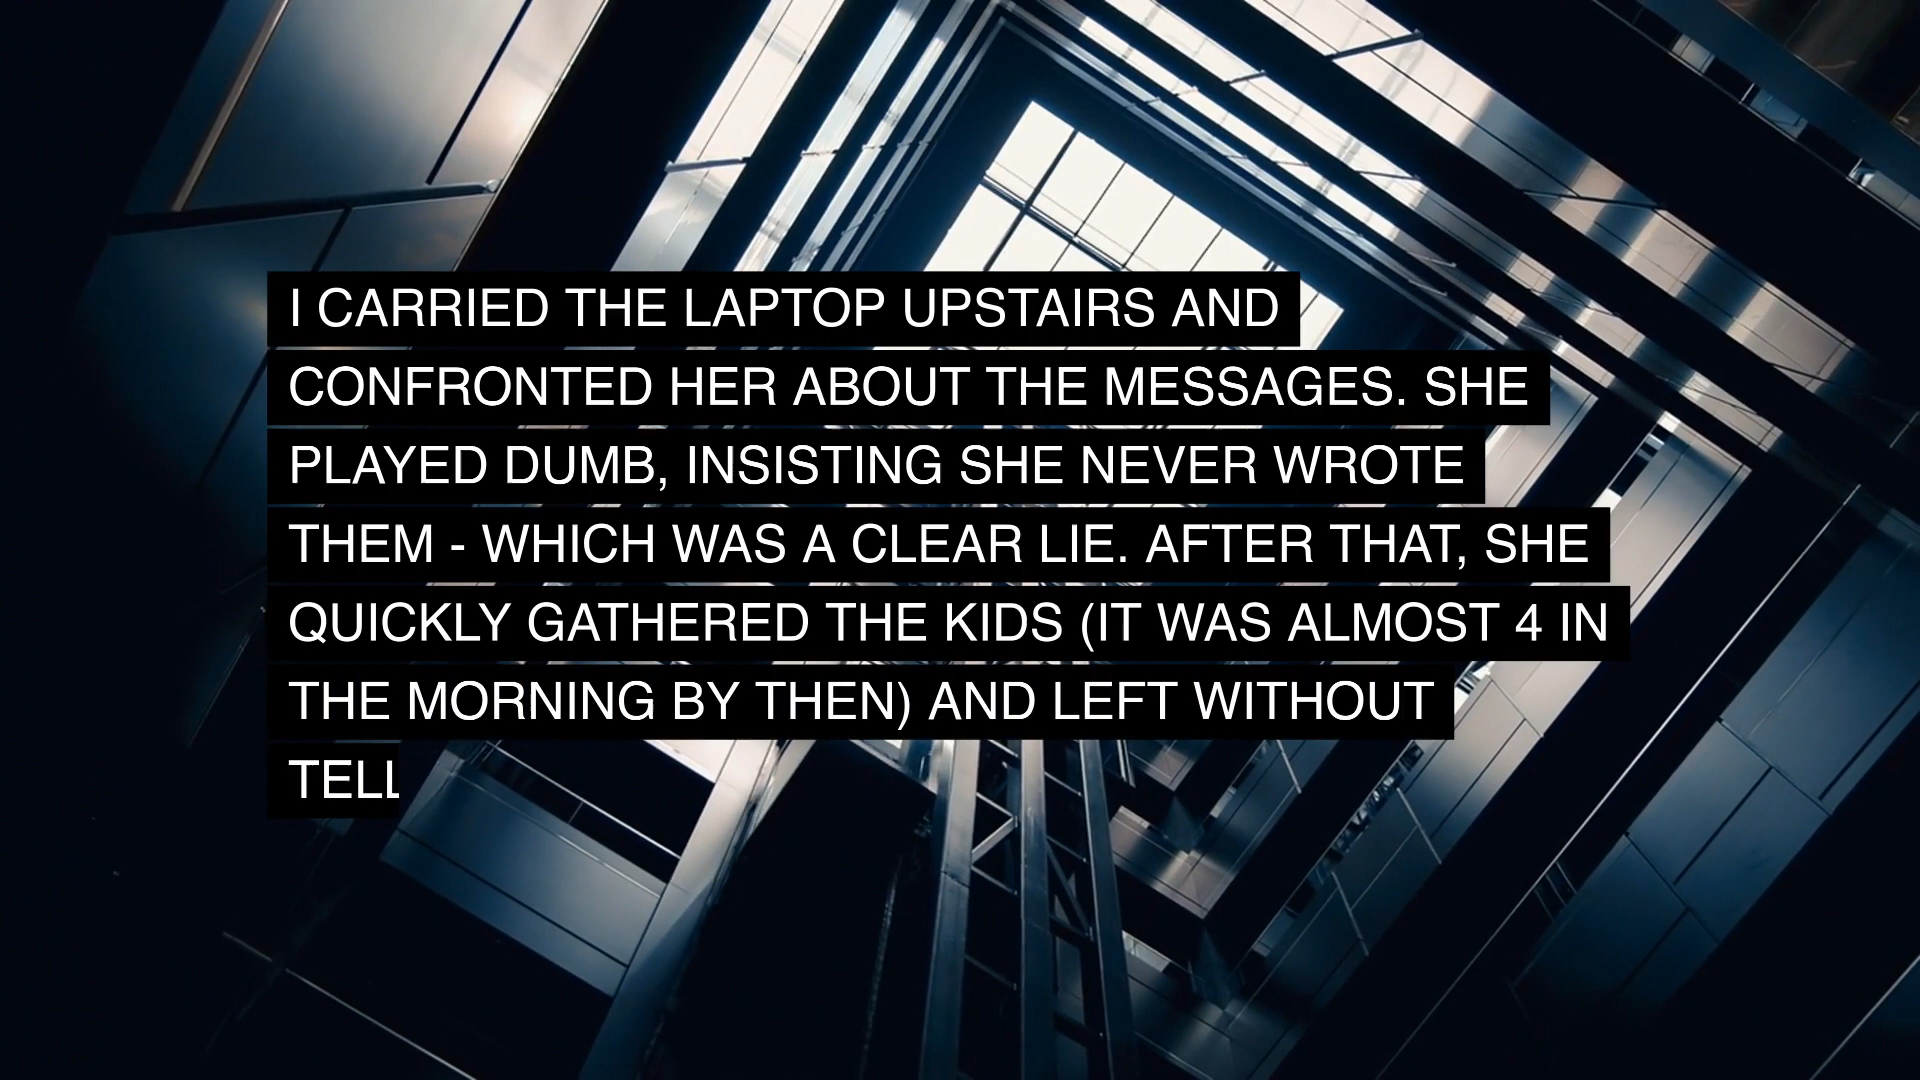 I CARRIED THE LAPTOP UPSTAIRS AND
CONFRONTED HER ABOUT THE MESSAGES. SHE
PLAYED DUMB, INSISTING SHE NEVER WROTE
THEM - WHICH WAS A CLEAR LIE. AFTER THAT, SHE
QUICKLY GATHERED THE KIDS (IT WAS ALMOST 4 IN
THE MORNING BY THEN) AND LEFT WITHOUT
TELL